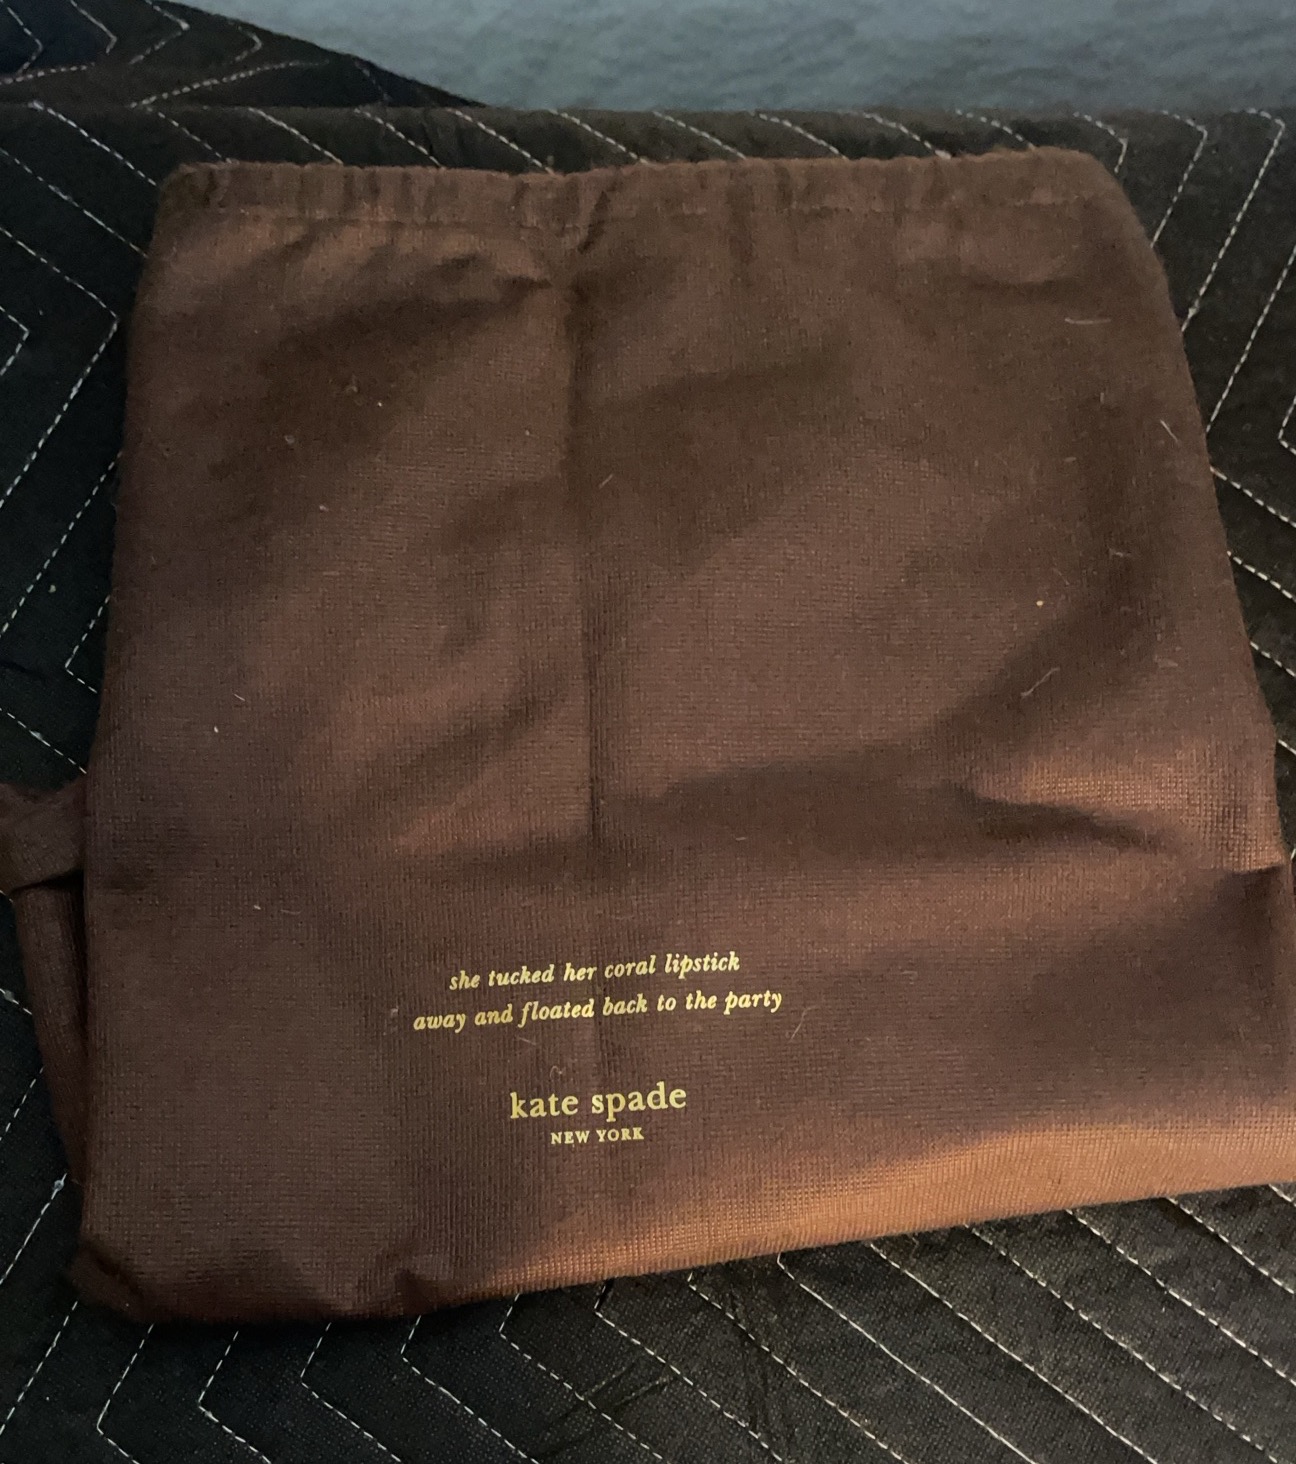 she tucked her coral lipstick
away and floated back to the party
kate spade
NEW YORK